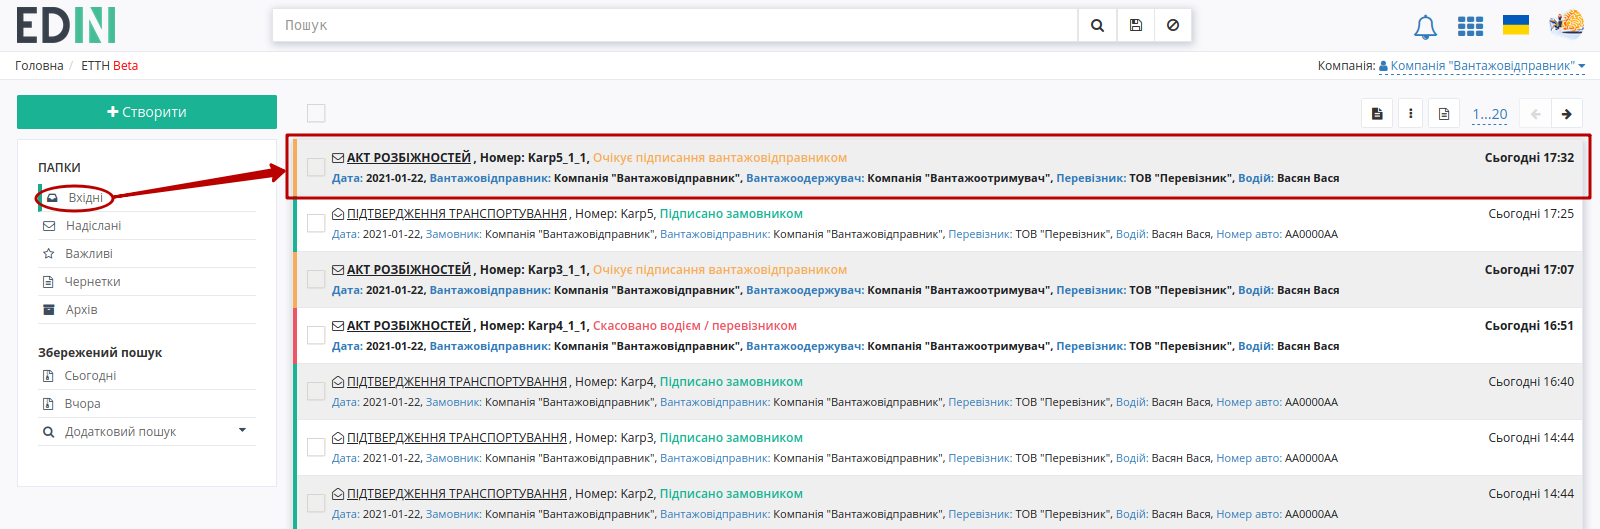 EDIN
Пошук
Головна / ЕТТН Beta
Компанія: Компанія "Вантажовідправник"
Створити
1...20
ПАПКИ
Вхідні
Надіслані
Важливі
Чернетки
Архів
Збережений пошук
Сьогодні
Вчора
Додатковий пошук
АКТ РОЗБІЖНОСТЕЙ , Номер: Karp5_1_1, Очікує підписання вантажовідправником Сьогодні 17:32
Дата: 2021-01-22, Вантажовідправник: Компанія "Вантажовідправник", Вантажоодержувач: Компанія "Вантажоотримувач", Перевізник: ТОВ "Перевізник", Водій: Васян Вася
ПІДТВЕРДЖЕННЯ ТРАНСПОРТУВАННЯ , Номер: Karp5, Підписано замовником Сьогодні 17:25
Дата: 2021-01-22, Замовник: Компанія "Вантажовідправник", Вантажовідправник: Компанія "Вантажовідправник", Перевізник: ТОВ "Перевізник", Водій: Васян Вася, Номер авто: АА0000АА
АКТ РОЗБІЖНОСТЕЙ , Номер: Karp3_1_1, Очікує підписання вантажовідправником Сьогодні 17:07
Дата: 2021-01-22, Вантажовідправник: Компанія "Вантажовідправник", Вантажоодержувач: Компанія "Вантажоотримувач", Перевізник: ТОВ "Перевізник", Водій: Васян Вася
АКТ РОЗБІЖНОСТЕЙ , Номер: Karp4_1_1, Скасовано водієм / перевізником Сьогодні 16:51
Дата: 2021-01-22, Вантажовідправник: Компанія "Вантажовідправник", Вантажоодержувач: Компанія "Вантажоотримувач", Перевізник: ТОВ "Перевізник", Водій: Васян Вася
ПІДТВЕРДЖЕННЯ ТРАНСПОРТУВАННЯ , Номер: Karp4, Підписано замовником Сьогодні 16:40
Дата: 2021-01-22, Замовник: Компанія "Вантажовідправник", Вантажовідправник: Компанія "Вантажовідправник", Перевізник: ТОВ "Перевізник", Водій: Васян Вася, Номер авто: АА0000АА
ПІДТВЕРДЖЕННЯ ТРАНСПОРТУВАННЯ , Номер: Karp3, Підписано замовником Сьогодні 14:44
Дата: 2021-01-22, Замовник: Компанія "Вантажовідправник", Вантажовідправник: Компанія "Вантажовідправник", Перевізник: ТОВ "Перевізник", Водій: Васян Вася, Номер авто: АА0000АА
ПІДТВЕРДЖЕННЯ ТРАНСПОРТУВАННЯ , Номер: Karp2, Підписано замовником Сьогодні 14:44
Дата: 2021-01-22, Замовник: Компанія "Вантажовідправник", Вантажовідправник: Компанія "Вантажовідправник", Перевізник: ТОВ "Перевізник", Водій: Васян Вася, Номер авто: АА0000АА